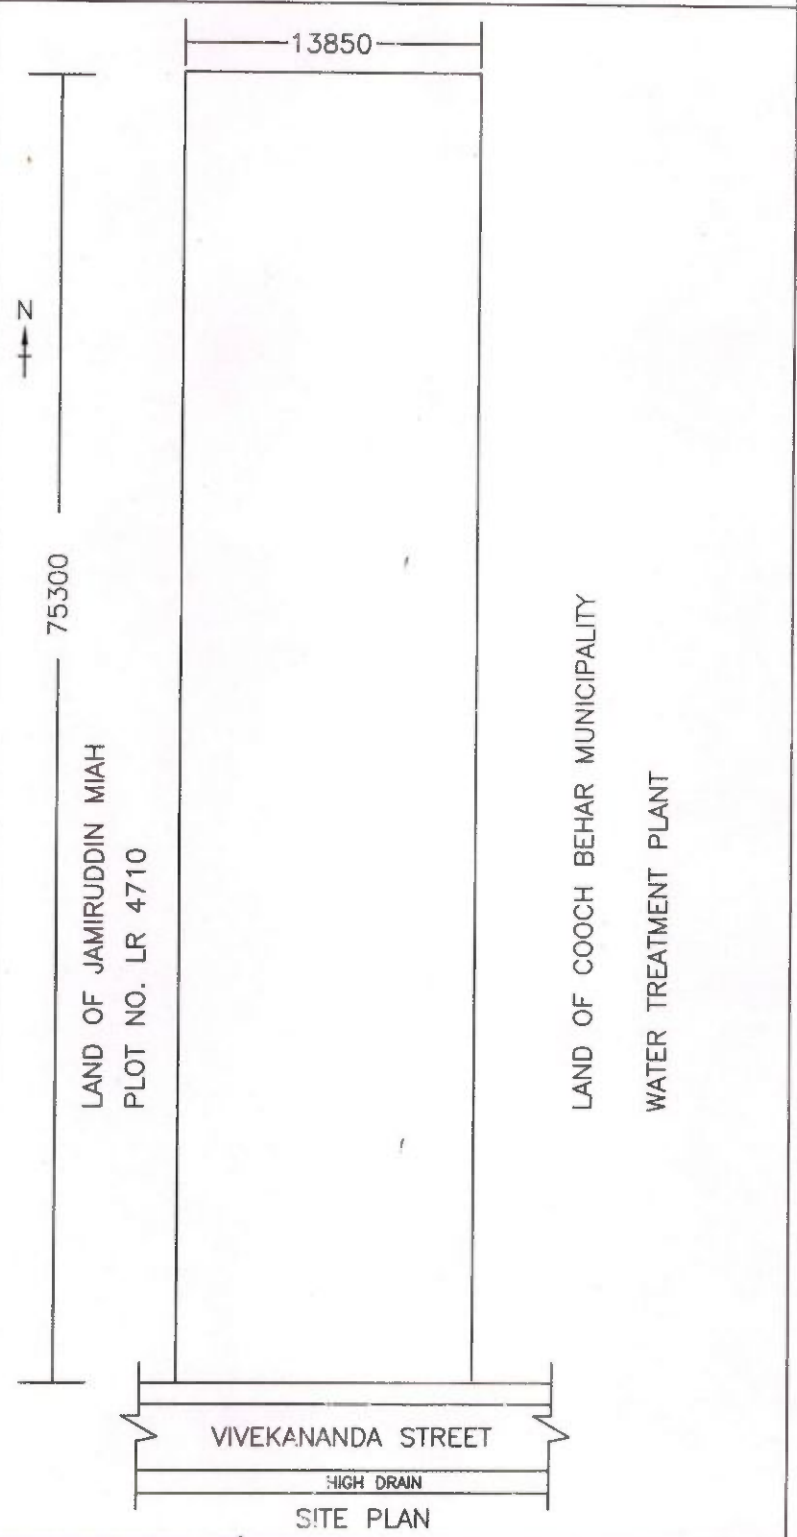 13850
N
75300
LAND OF JAMIRUDDIN MIAH
PLOT NO. LR 4710
LAND OF COOCH BEHAR MUNICIPALITY
WATER TREATMENT PLANT
VIVEKANANDA STREET
HIGH DRAIN
SITE PLAN